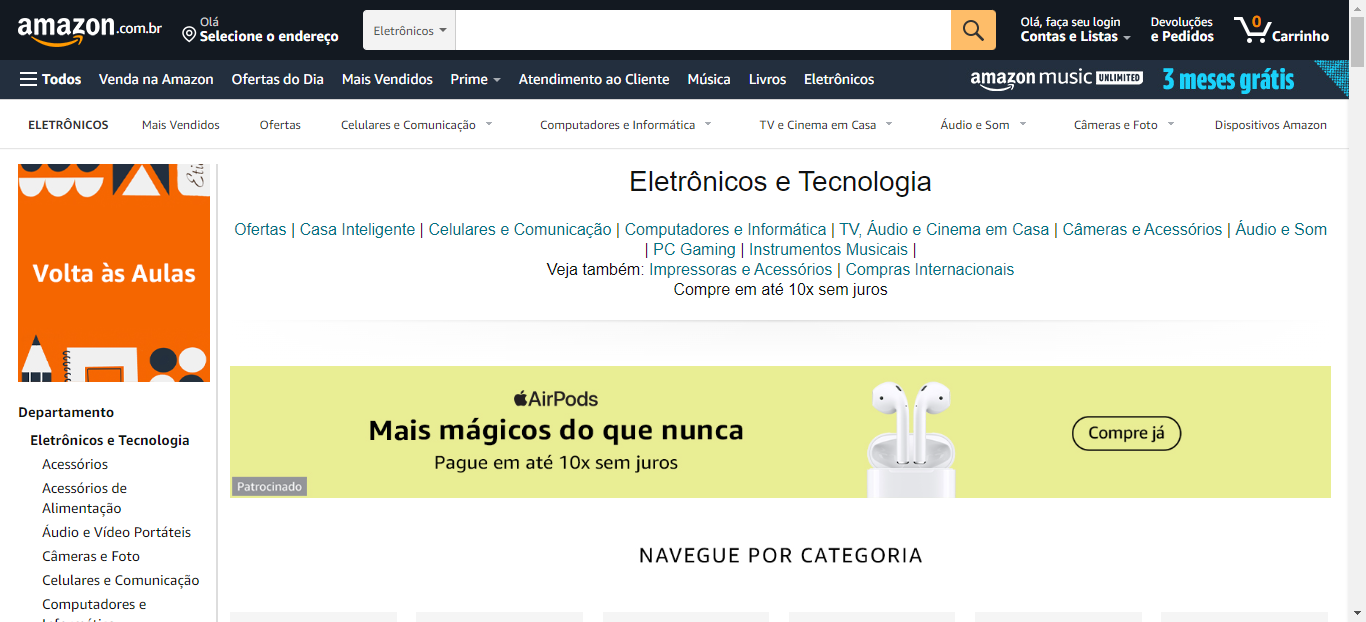 amazon.com.br
Olá
Selecione o endereço
Eletrônicos
Olá, faça seu login
Contas e Listas
Devoluções
e Pedidos
0
Carrinho
Todos
Venda na Amazon
Ofertas do Dia
Mais Vendidos
Prime
Atendimento ao Cliente
Música
Livros
Eletrônicos
amazon music UNLIMITED
3 meses grátis
ELETRÔNICOS
Mais Vendidos
Ofertas
Celulares e Comunicação
Computadores e Informática
TV e Cinema em Casa
Áudio e Som
Câmeras e Foto
Dispositivos Amazon
Volta às Aulas
Departamento
Eletrônicos e Tecnologia
Acessórios
Acessórios de
Alimentação
Áudio e Vídeo Portáteis
Câmeras e Foto
Celulares e Comunicação
Computadores e
Eletrônicos e Tecnologia
Ofertas | Casa Inteligente | Celulares e Comunicação | Computadores e Informática | TV, Áudio e Cinema em Casa | Câmeras e Acessórios | Áudio e Som
| PC Gaming | Instrumentos Musicais |
Veja também: Impressoras e Acessórios | Compras Internacionais
Compre em até 10x sem juros
AirPods
Mais mágicos do que nunca
Pague em até 10x sem juros
Compre já
Patrocinado
NAVEGUE POR CATEGORIA